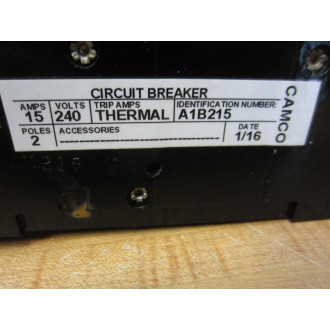 CIRCUIT BREAKER
AMPS VOLTS TRIP AMPS IDENTIFICATION NUMBER:
15 240 THERMAL A1B215
POLES ACCESSORIES DATE
2 1/16
CAMCO